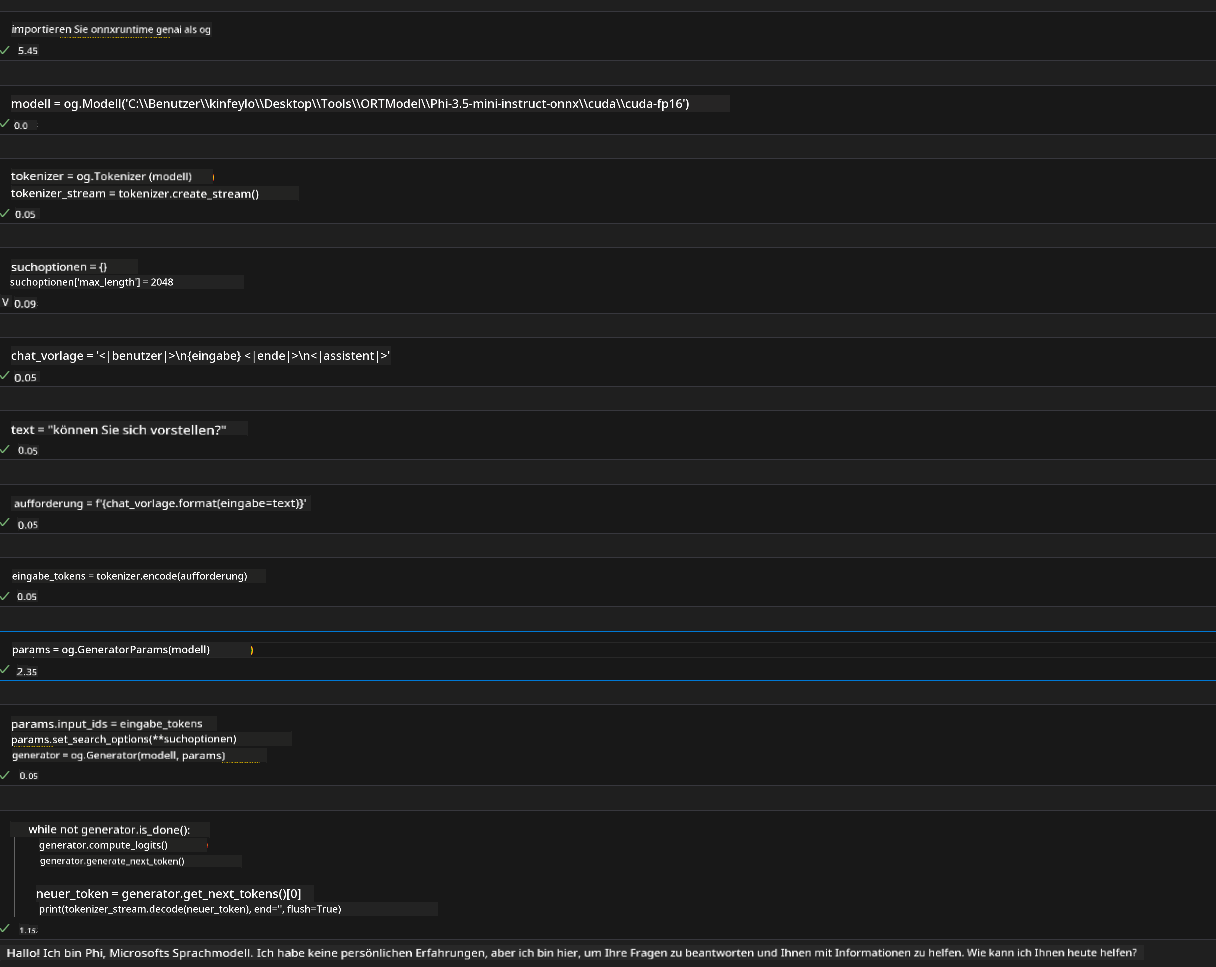 importieren Sie onnxruntime genai als og
5.45
modell = og.Modell('C:\\Benutzer\\kinfeylo\\Desktop\\Tools\\ORTModel\\Phi-3.5-mini-instruct-onnx\\cuda\\cuda-fp16')
0.0
tokenizer = og.Tokenizer (modell) )
tokenizer_stream = tokenizer.create_stream()
0.05
suchoptionen = {}
suchoptionen['max_length'] = 2048
V 0.09
chat_vorlage = '<|benutzer|>\n{eingabe} <|ende|>\n<|assistent|>'
0.05
text = "können Sie sich vorstellen?"
0.05
aufforderung = f'{chat_vorlage.format(eingabe=text)}'
0.05
eingabe_tokens = tokenizer.encode(aufforderung)
0.05
params = og.GeneratorParams(modell) )
2.35
params.input_ids = eingabe_tokens
params.set_search_options(**suchoptionen)
generator = og.Generator(modell, params)
0.05
while not generator.is_done():
generator.compute_logits()
generator.generate_next_token()
neuer_token = generator.get_next_tokens()[0]
print(tokenizer_stream.decode(neuer_token), end='', flush=True)
1.1s
Hallo! Ich bin Phi, Microsofts Sprachmodell. Ich habe keine persönlichen Erfahrungen, aber ich bin hier, um Ihre Fragen zu beantworten und Ihnen mit Informationen zu helfen. Wie kann ich Ihnen heute helfen?